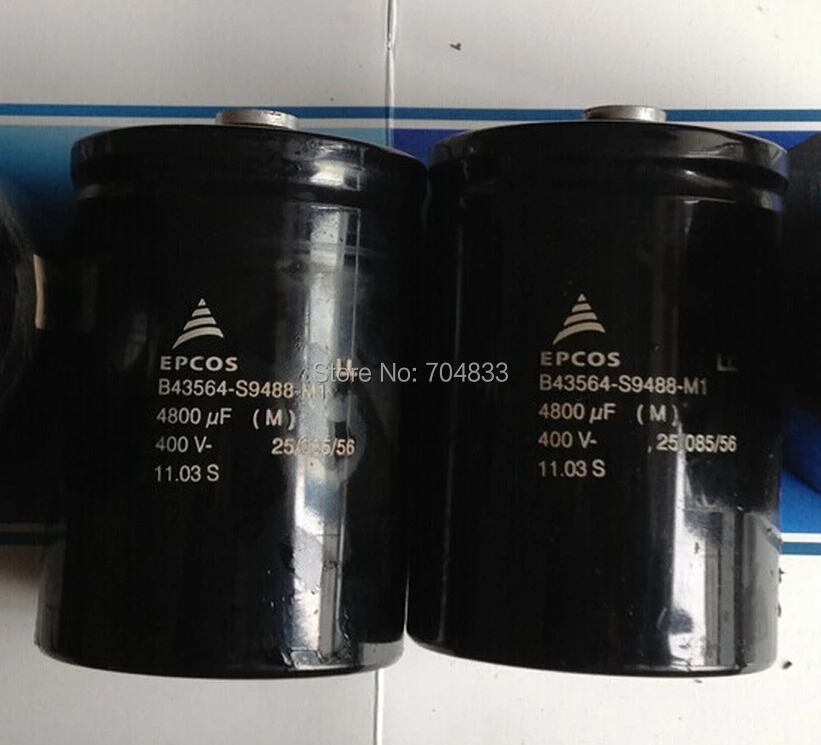 EPCOS
LL
B43564-S9488-M1
4800 µF (M)
400 V- 25/085/56
11.03 S
EPCOS
B43564-S9488-M1
4800 µF (M)
400 V- 25/085/56
11.03 S
Store No: 704833